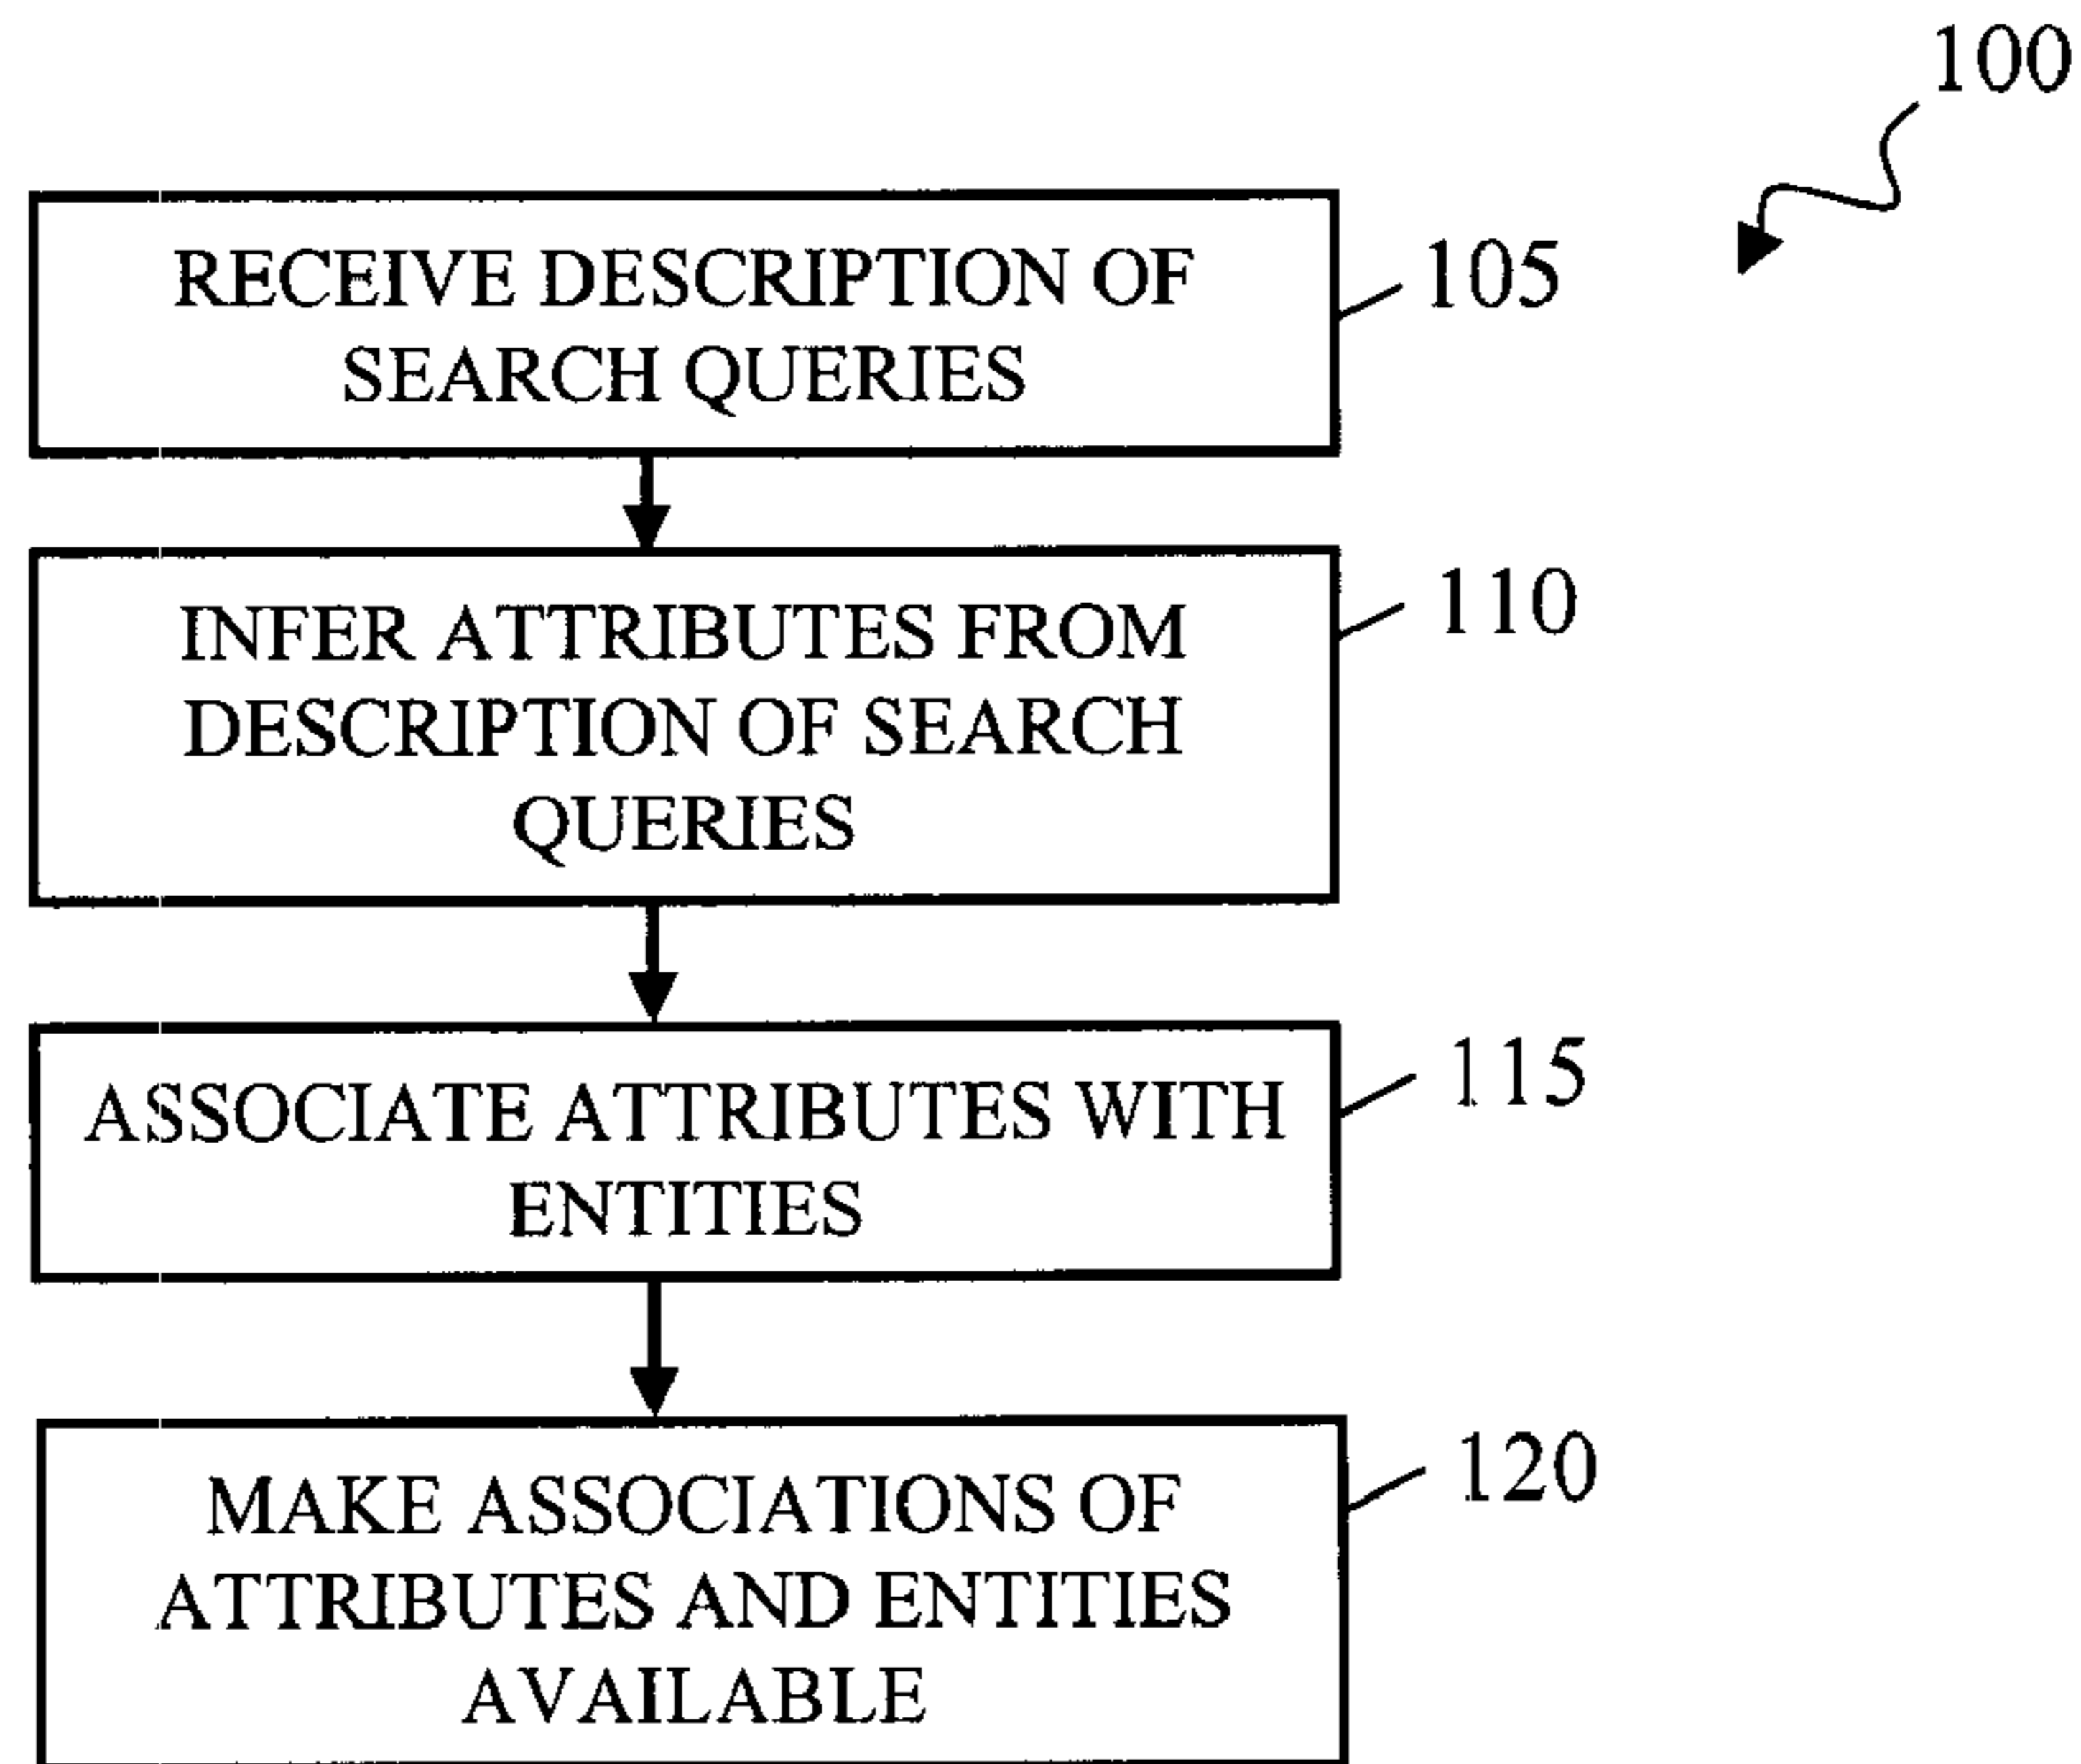 100
RECEIVE DESCRIPTION OF
SEARCH QUERIES
105
INFER ATTRIBUTES FROM
DESCRIPTION OF SEARCH
QUERIES
110
ASSOCIATE ATTRIBUTES WITH
ENTITIES
115
MAKE ASSOCIATIONS OF
ATTRIBUTES AND ENTITIES
AVAILABLE
120